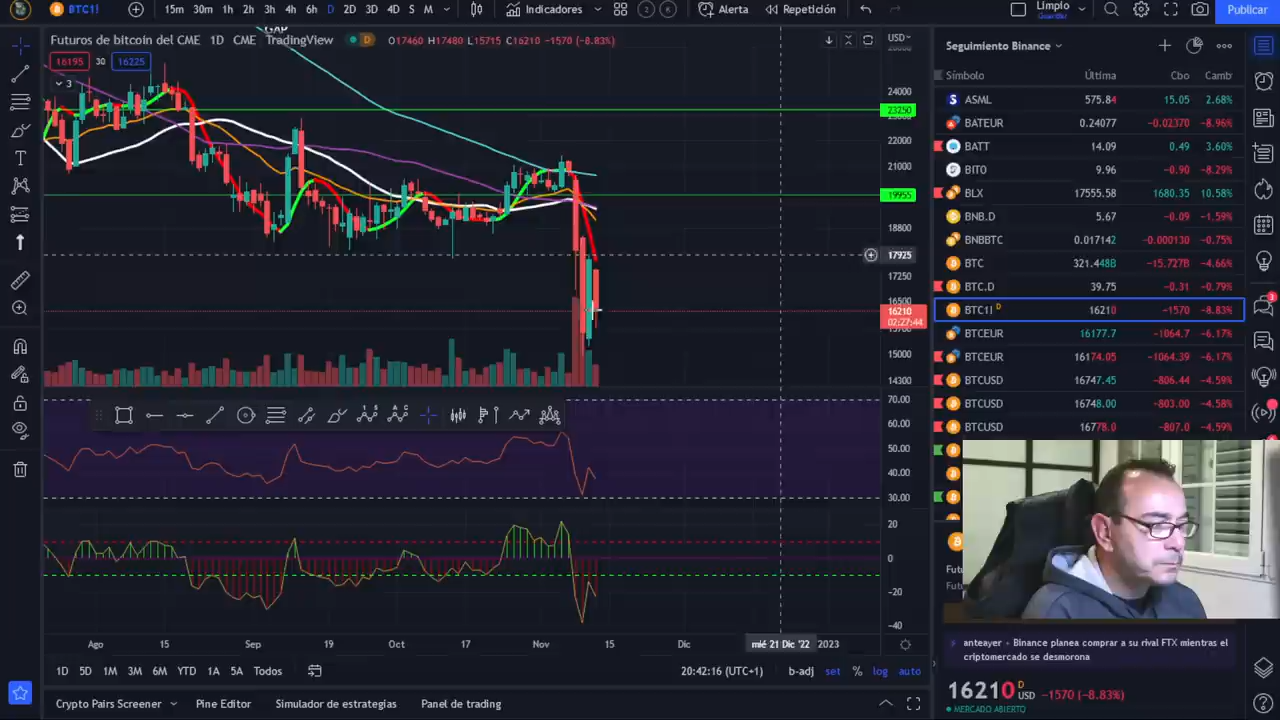 BTC1! 15m 30m 1h 2h 3h 4h 6h D 2D 3D 4D S M Indicadores Alerta Repetición Limpio Guardar Publicar
Futuros de bitcoin del CME 1D CME TradingView D O17460 H17480 L15715 C16210 −1570 (−8.83%) USD
16195 30 16225
3
24000
23250
22000
21000
19955
18800
17925
17250
16500
16210
02:27:44
15000
14300
70.00
60.00
50.00
40.00
30.00
20
0
−20
−40
Ago 15 Sep 19 Oct 17 Nov 15 Dic mié 21 Dic '22 2023
1D 5D 1M 3M 6M YTD 1A 5A Todos 20:42:16 (UTC+1) b-adj set % log auto
Crypto Pairs Screener Pine Editor Simulador de estrategias Panel de trading
Seguimiento Binance
Símbolo Última Cbo Cambr
ASML 575.84 15.05 2.68%
BATEUR 0.24077 −0.02370 −8.96%
BATT 14.09 0.49 3.60%
BITO 9.96 −0.90 −8.29%
BLX 17555.58 1680.35 10.58%
BNB.D 5.67 −0.09 −1.59%
BNBBTC 0.017142 −0.000130 −0.75%
BTC 321.448B −15.727B −4.66%
BTC.D 39.75 −0.31 −0.79%
BTC1! D 16210 −1570 −8.83%
BTCEUR 16177.7 −1064.7 −6.17%
BTCEUR 16174.05 −1064.39 −6.17%
BTCUSD 16747.45 −806.44 −4.59%
BTCUSD 16748.00 −803.00 −4.58%
BTCUSD 16778.0 −807.0 −4.59%
anteayer • Binance planea comprar a su rival FTX mientras el
criptomercado se desmorona
16210 D USD −1570 (−8.83%)
MERCADO ABIERTO